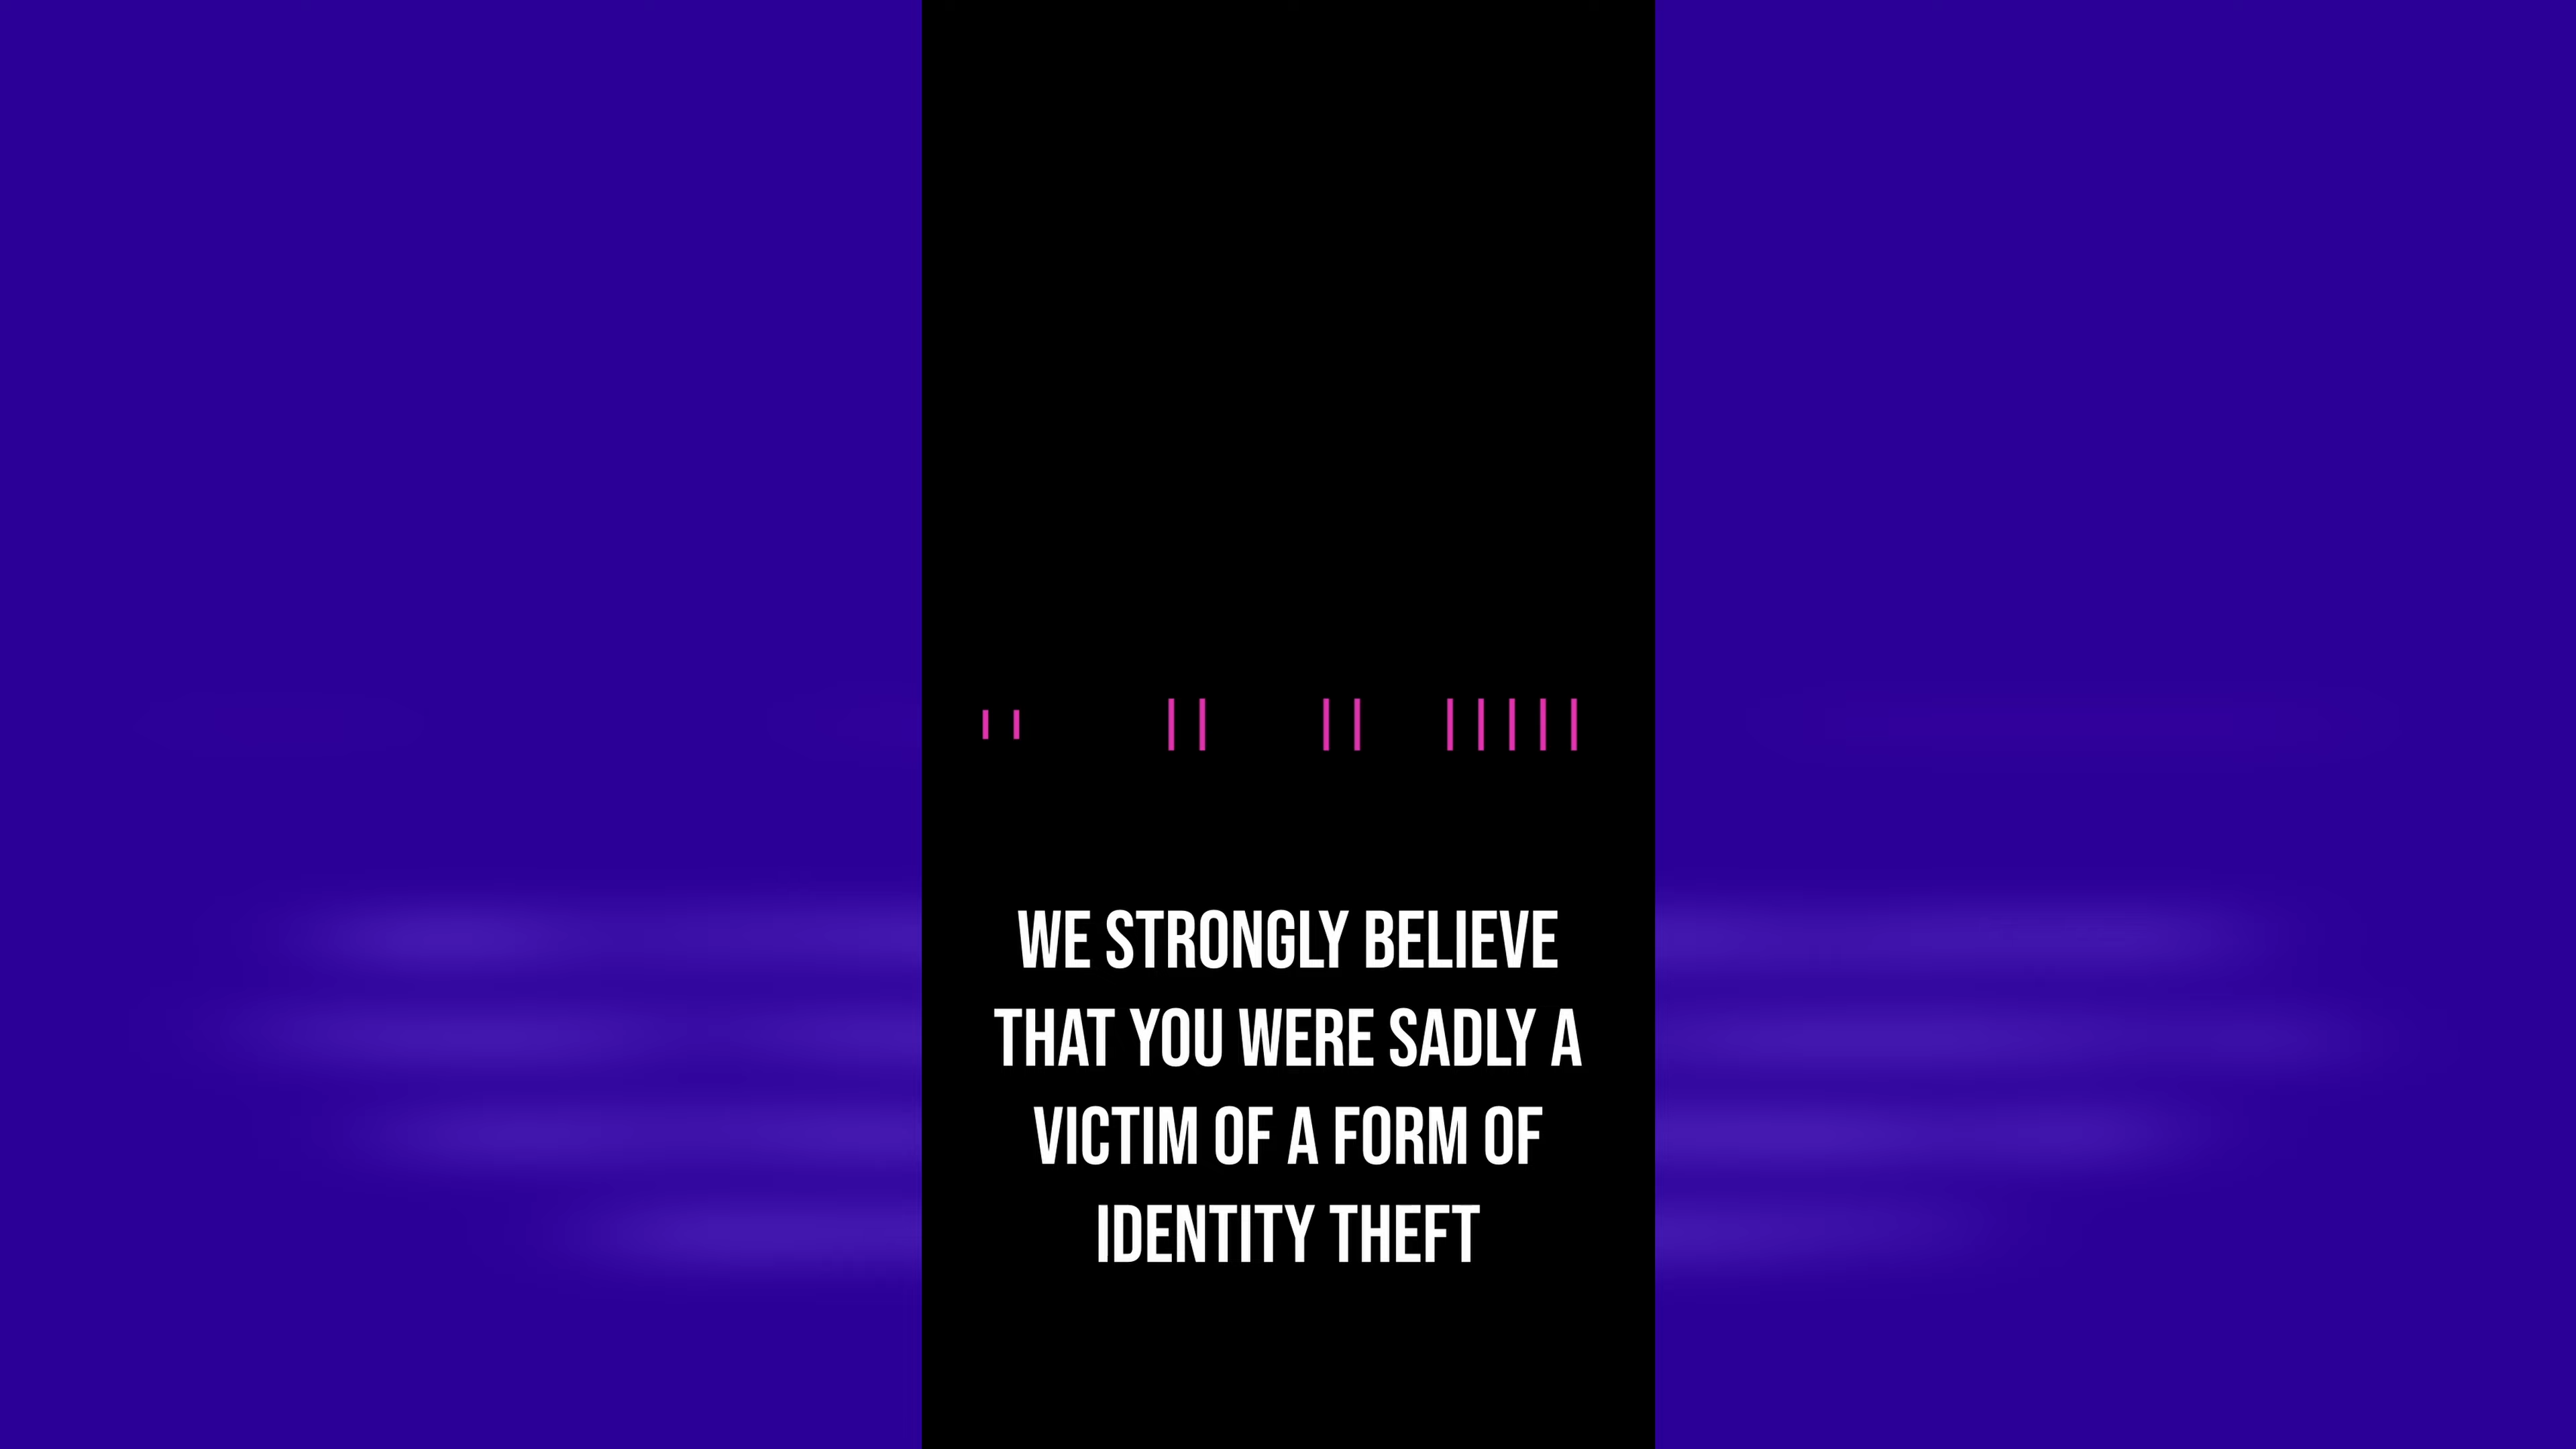 WE STRONGLY BELIEVE
THAT YOU WERE SADLY A
VICTIM OF A FORM OF
IDENTITY THEFT